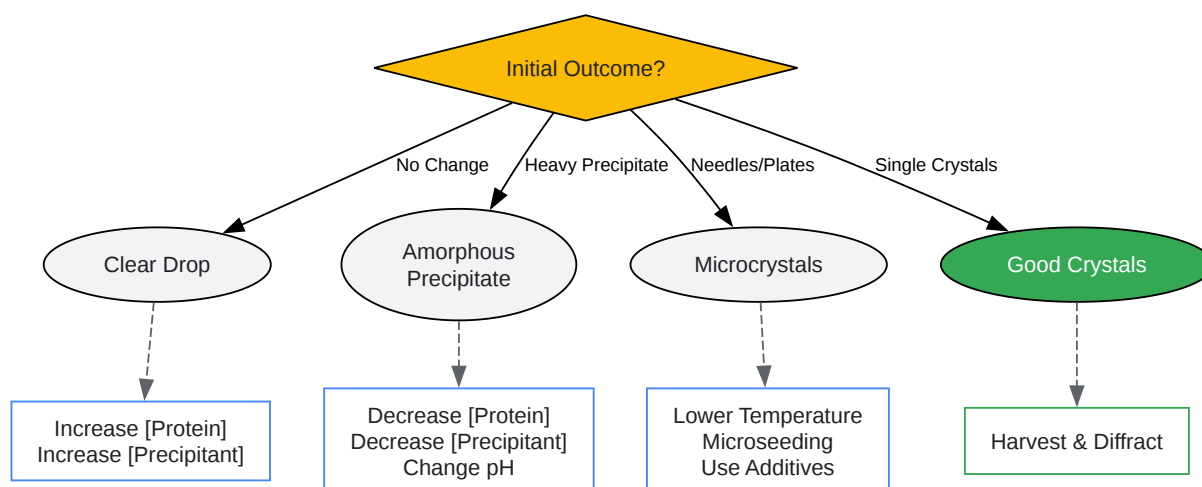 Initial Outcome?
No Change
Heavy Precipitate
Needles/Plates
Single Crystals
Clear Drop
Amorphous
Precipitate
Microcrystals
Good Crystals
Increase [Protein]
Increase [Precipitant]
Decrease [Protein]
Decrease [Precipitant]
Change pH
Lower Temperature
Microseeding
Use Additives
Harvest & Diffract